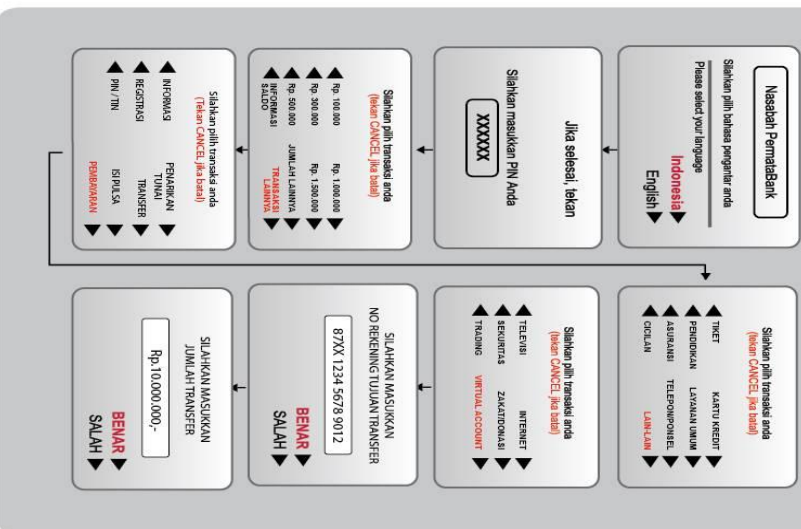 Nasabah PermataBank
Silahkan pilih bahasa pengantar anda
Please select your language
Indonesia
English
Jika selesai, tekan
Silahkan masukkan PIN Anda
XXXXXX
Silahkan pilih transaksi anda
(tekan CANCEL jika batal)
Rp. 100.000 Rp. 1.000.000
Rp. 300.000 Rp. 1.500.000
Rp. 500.000 JUMLAH LAINNYA
INFORMASI SALDO TRANSAKSI LAINNYA
Silahkan pilih transaksi anda
(Tekan CANCEL jika batal)
INFORMASI PENARIKAN TUNAI
REGISTRASI TRANSFER
PIN / TIN ISI PULSA
PEMBAYARAN
Silahkan pilih transaksi anda
(tekan CANCEL jika batal)
TIKET KARTU KREDIT
PENDIDIKAN LAYANAN UMUM
ASURANSI TELEPON/PONSEL
CICILAN LAIN-LAIN
Silahkan pilih transaksi anda
(tekan CANCEL jika batal)
TELEVISI INTERNET
SEKURITAS ZAKAT/DONASI
TRADING VIRTUAL ACCOUNT
SILAHKAN MASUKKAN
NO REKENING TUJUAN TRANSFER
87XX 1234 5678 9012
BENAR
SALAH
SILAHKAN MASUKKAN
JUMLAH TRANSFER
Rp.10.000.000,-
BENAR
SALAH